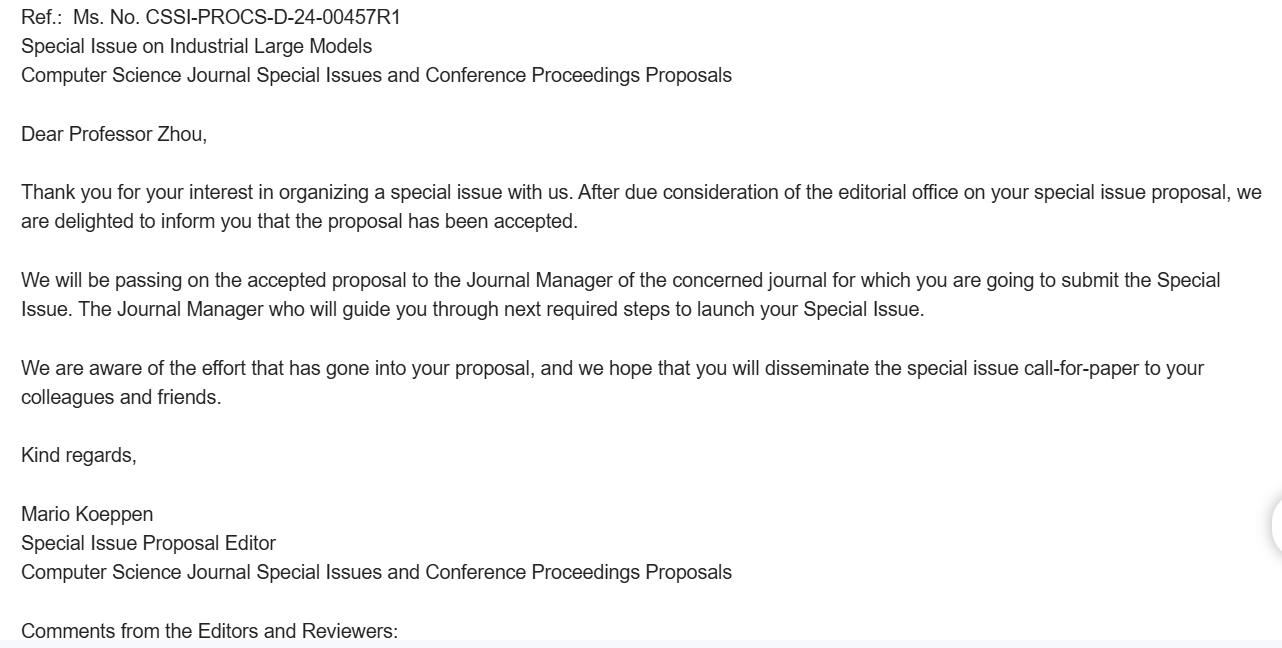 Ref.:  Ms. No. CSSI-PROCS-D-24-00457R1
Special Issue on Industrial Large Models
Computer Science Journal Special Issues and Conference Proceedings Proposals
Dear Professor Zhou,
Thank you for your interest in organizing a special issue with us. After due consideration of the editorial office on your special issue proposal, we
are delighted to inform you that the proposal has been accepted.
We will be passing on the accepted proposal to the Journal Manager of the concerned journal for which you are going to submit the Special
Issue. The Journal Manager who will guide you through next required steps to launch your Special Issue.
We are aware of the effort that has gone into your proposal, and we hope that you will disseminate the special issue call-for-paper to your
colleagues and friends.
Kind regards,
Mario Koeppen
Special Issue Proposal Editor
Computer Science Journal Special Issues and Conference Proceedings Proposals
Comments from the Editors and Reviewers: